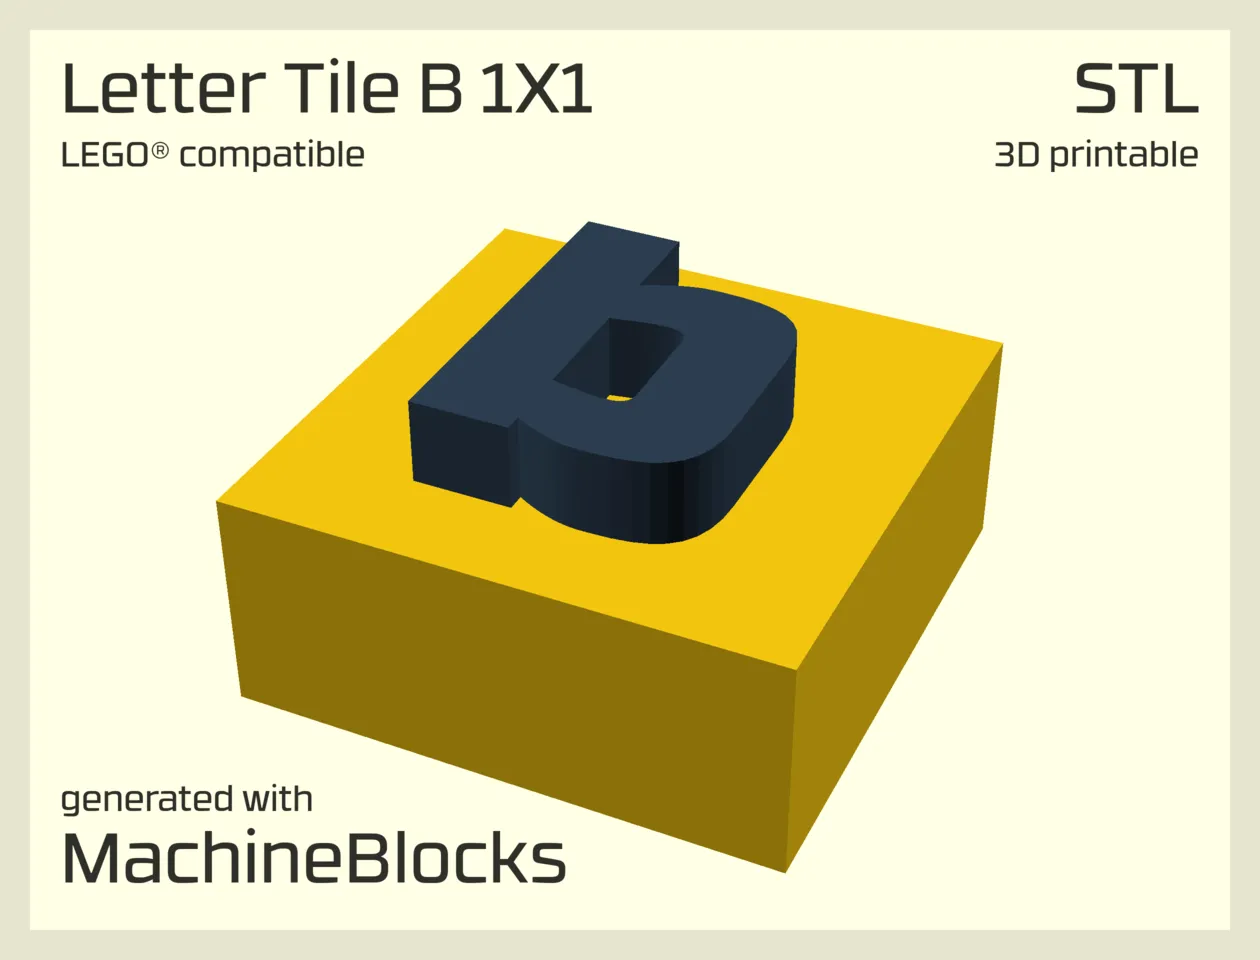 Letter Tile B 1X1
LEGO® compatible
STL
3D printable
b
generated with
MachineBlocks